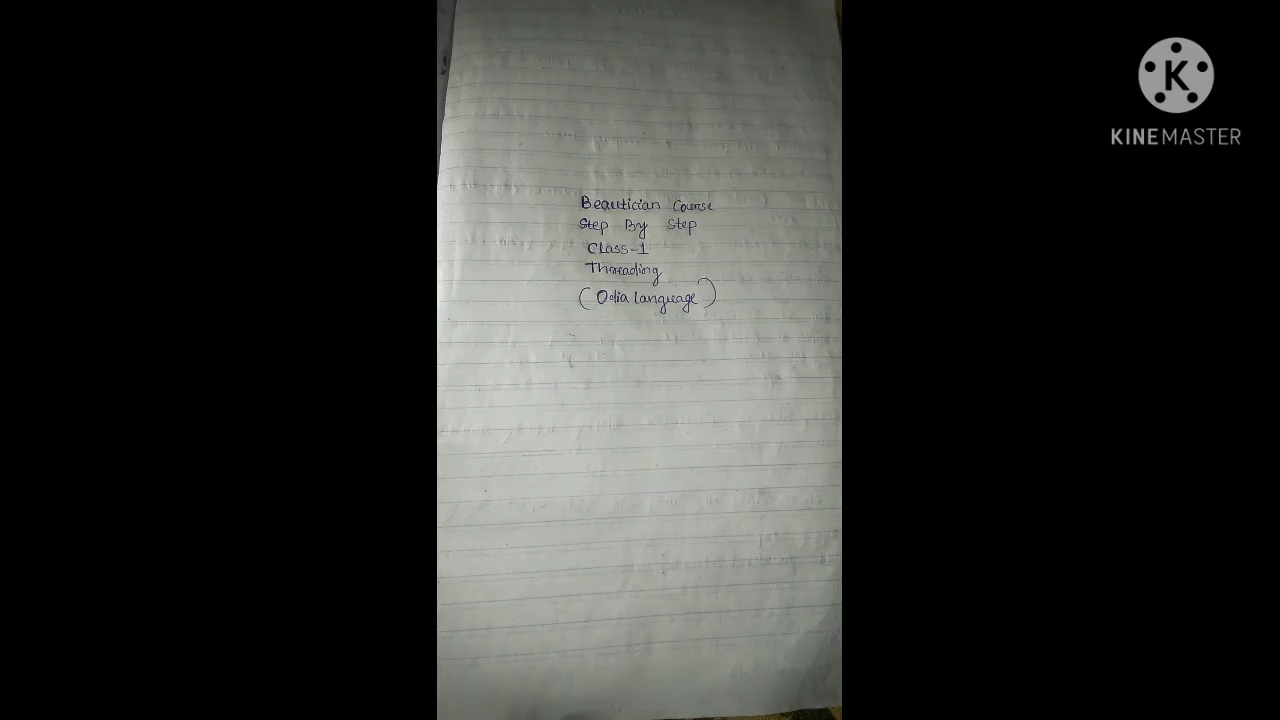 Beautician Course
Step By Step
Class-1
Threading
(Odia language)
KINEMASTER